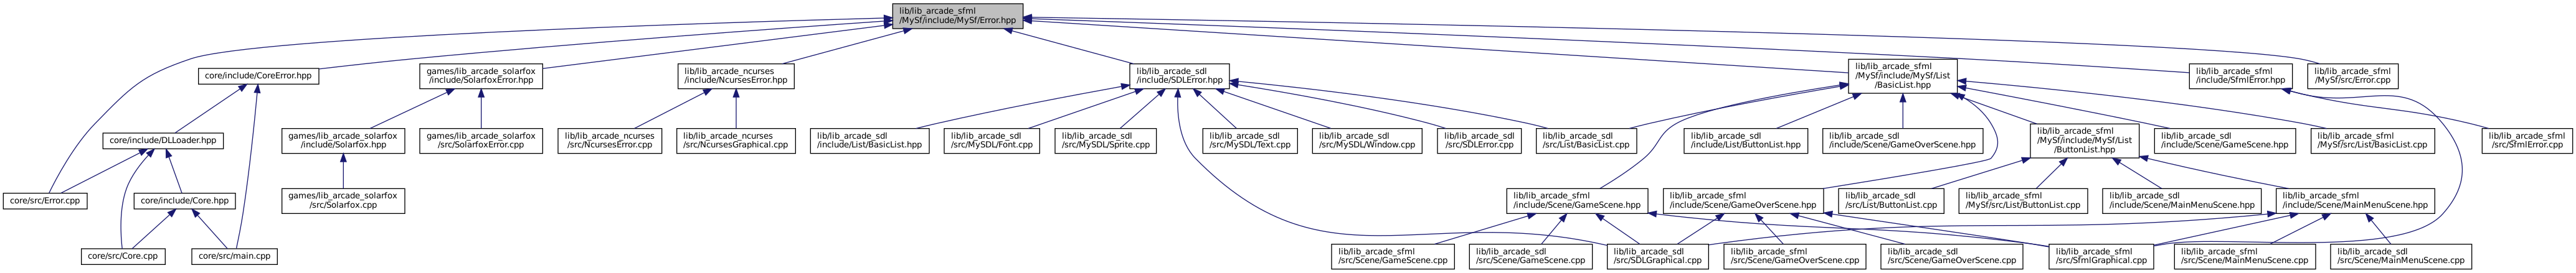 lib/lib_arcade_sfml
/MySf/include/MySf/Error.hpp
core/include/CoreError.hpp
games/lib_arcade_solarfox
/include/SolarfoxError.hpp
lib/lib_arcade_ncurses
/include/NcursesError.hpp
lib/lib_arcade_sdl
/include/SDLError.hpp
lib/lib_arcade_sfml
/MySf/include/MySf/List
/BasicList.hpp
lib/lib_arcade_sfml
/include/SfmlError.hpp
lib/lib_arcade_sfml
/MySf/src/Error.cpp
core/include/DLLoader.hpp
games/lib_arcade_solarfox
/include/Solarfox.hpp
games/lib_arcade_solarfox
/src/SolarfoxError.cpp
lib/lib_arcade_ncurses
/src/NcursesError.cpp
lib/lib_arcade_ncurses
/src/NcursesGraphical.cpp
lib/lib_arcade_sdl
/include/List/BasicList.hpp
lib/lib_arcade_sdl
/src/MySDL/Font.cpp
lib/lib_arcade_sdl
/src/MySDL/Sprite.cpp
lib/lib_arcade_sdl
/src/MySDL/Text.cpp
lib/lib_arcade_sdl
/src/MySDL/Window.cpp
lib/lib_arcade_sdl
/src/SDLError.cpp
lib/lib_arcade_sdl
/src/List/BasicList.cpp
lib/lib_arcade_sdl
/include/List/ButtonList.hpp
lib/lib_arcade_sdl
/include/Scene/GameOverScene.hpp
lib/lib_arcade_sfml
/MySf/include/MySf/List
/ButtonList.hpp
lib/lib_arcade_sdl
/include/Scene/GameScene.hpp
lib/lib_arcade_sfml
/MySf/src/List/BasicList.cpp
lib/lib_arcade_sfml
/src/SfmlError.cpp
core/src/Error.cpp
core/include/Core.hpp
games/lib_arcade_solarfox
/src/Solarfox.cpp
lib/lib_arcade_sfml
/include/Scene/GameScene.hpp
lib/lib_arcade_sfml
/include/Scene/GameOverScene.hpp
lib/lib_arcade_sdl
/src/List/ButtonList.cpp
lib/lib_arcade_sfml
/MySf/src/List/ButtonList.cpp
lib/lib_arcade_sdl
/include/Scene/MainMenuScene.hpp
lib/lib_arcade_sfml
/include/Scene/MainMenuScene.hpp
core/src/Core.cpp
core/src/main.cpp
lib/lib_arcade_sfml
/src/Scene/GameScene.cpp
lib/lib_arcade_sdl
/src/Scene/GameScene.cpp
lib/lib_arcade_sdl
/src/SDLGraphical.cpp
lib/lib_arcade_sfml
/src/Scene/GameOverScene.cpp
lib/lib_arcade_sdl
/src/Scene/GameOverScene.cpp
lib/lib_arcade_sfml
/src/SfmlGraphical.cpp
lib/lib_arcade_sfml
/src/Scene/MainMenuScene.cpp
lib/lib_arcade_sdl
/src/Scene/MainMenuScene.cpp